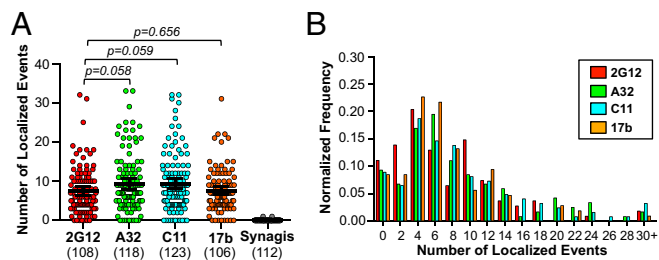 A
p=0.656
p=0.059
p=0.058
Number of Localized Events
40
30
20
10
0
2G12 A32 C11 17b Synagis
(108) (118) (123) (106) (112)
B
Normalized Frequency
0.30
0.25
0.20
0.15
0.10
0.05
0.00
2G12
A32
C11
17b
0 2 4 6 8 10 12 14 16 18 20 22 24 26 28 30+
Number of Localized Events